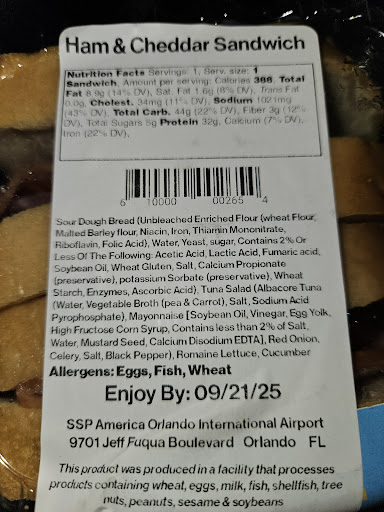 Ham & Cheddar Sandwich
Nutrition Facts Servings: 1, Serv. size: 1
Sandwich, Amount per serving: Calories 386, Total
Fat 8.9g (14% DV), Sat. Fat 1.6g (8% DV), Trans Fat
0.0g, Cholest. 34mg (11% DV), Sodium 1021mg
(43% DV), Total Carb. 44g (22% DV), Fiber 3g (12%
DV), Total Sugars 5g Protein 32g, Calcium (7% DV),
Iron (22% DV),
6 10000 00265 4
Sour Dough Bread (Unbleached Enriched Flour (wheat Flour,
Malted Barley flour, Niacin, Iron, Thiamin Mononitrate,
Riboflavin, Folic Acid), Water, Yeast, sugar, Contains 2% Or
Less Of The Following: Acetic Acid, Lactic Acid, Fumaric acid,
Soybean Oil, Wheat Gluten, Salt, Calcium Propionate
(preservative), potassium Sorbate (preservative), Wheat
Starch, Enzymes, Ascorbic Acid), Tuna Salad (Albacore Tuna
(Water, Vegetable Broth (pea & Carrot), Salt, Sodium Acid
Pyrophosphate), Mayonnaise [Soybean Oil, Vinegar, Egg Yolk,
High Fructose Corn Syrup, Contains less than 2% of Salt,
Water, Mustard Seed, Calcium Disodium EDTA], Red Onion,
Celery, Salt, Black Pepper), Romaine Lettuce, Cucumber
Allergens: Eggs, Fish, Wheat
Enjoy By: 09/21/25
SSP America Orlando International Airport
9701 Jeff Fuqua Boulevard Orlando FL
This product was produced in a facility that processes
products containing wheat, eggs, milk, fish, shellfish, tree
nuts, peanuts, sesame & soybeans